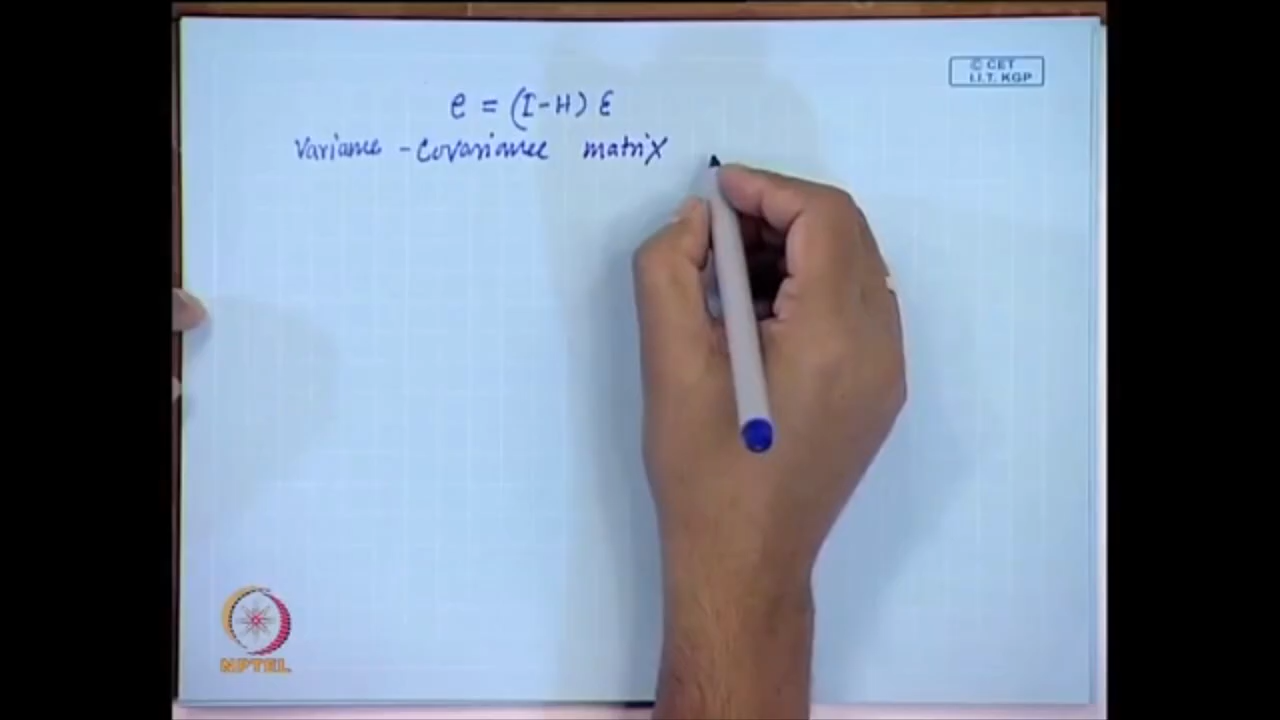 © CET
I.I.T. KGP
e = (I-H) ε
Variance - Covariance matrix
NPTEL